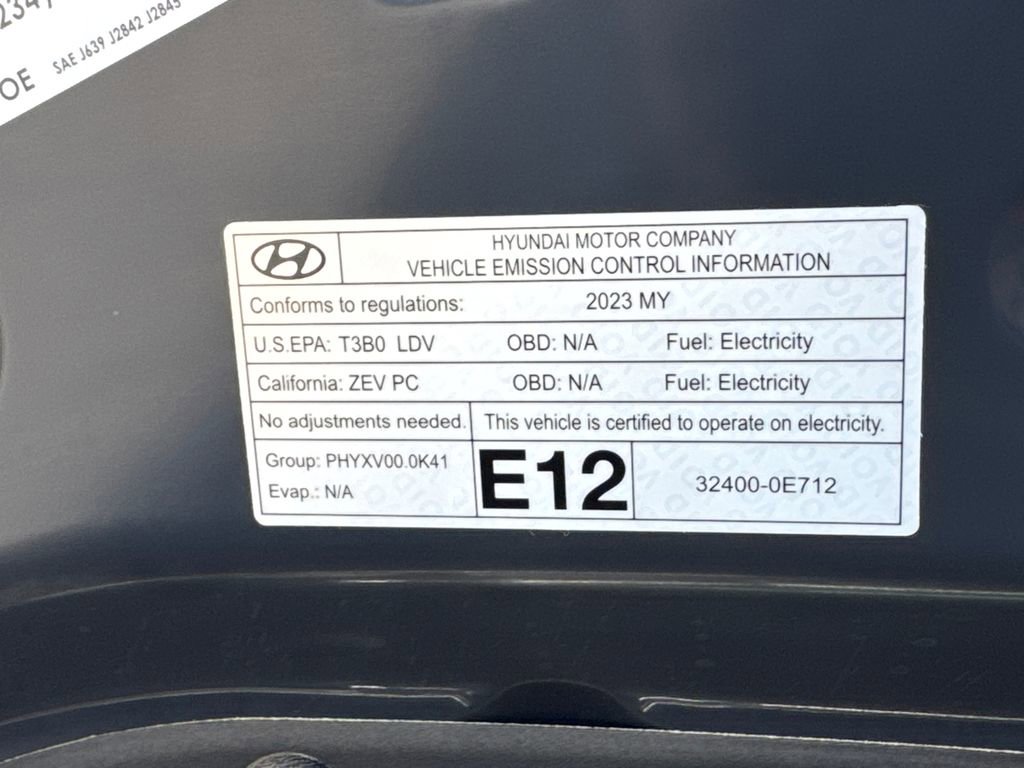 OE
SAE J639 J2842 J2845
HYUNDAI MOTOR COMPANY
VEHICLE EMISSION CONTROL INFORMATION
Conforms to regulations: 2023 MY
U.S.EPA: T3B0 LDV OBD: N/A Fuel: Electricity
California: ZEV PC OBD: N/A Fuel: Electricity
No adjustments needed. This vehicle is certified to operate on electricity.
Group: PHYXV00.0K41
Evap.: N/A
E12
32400-0E712